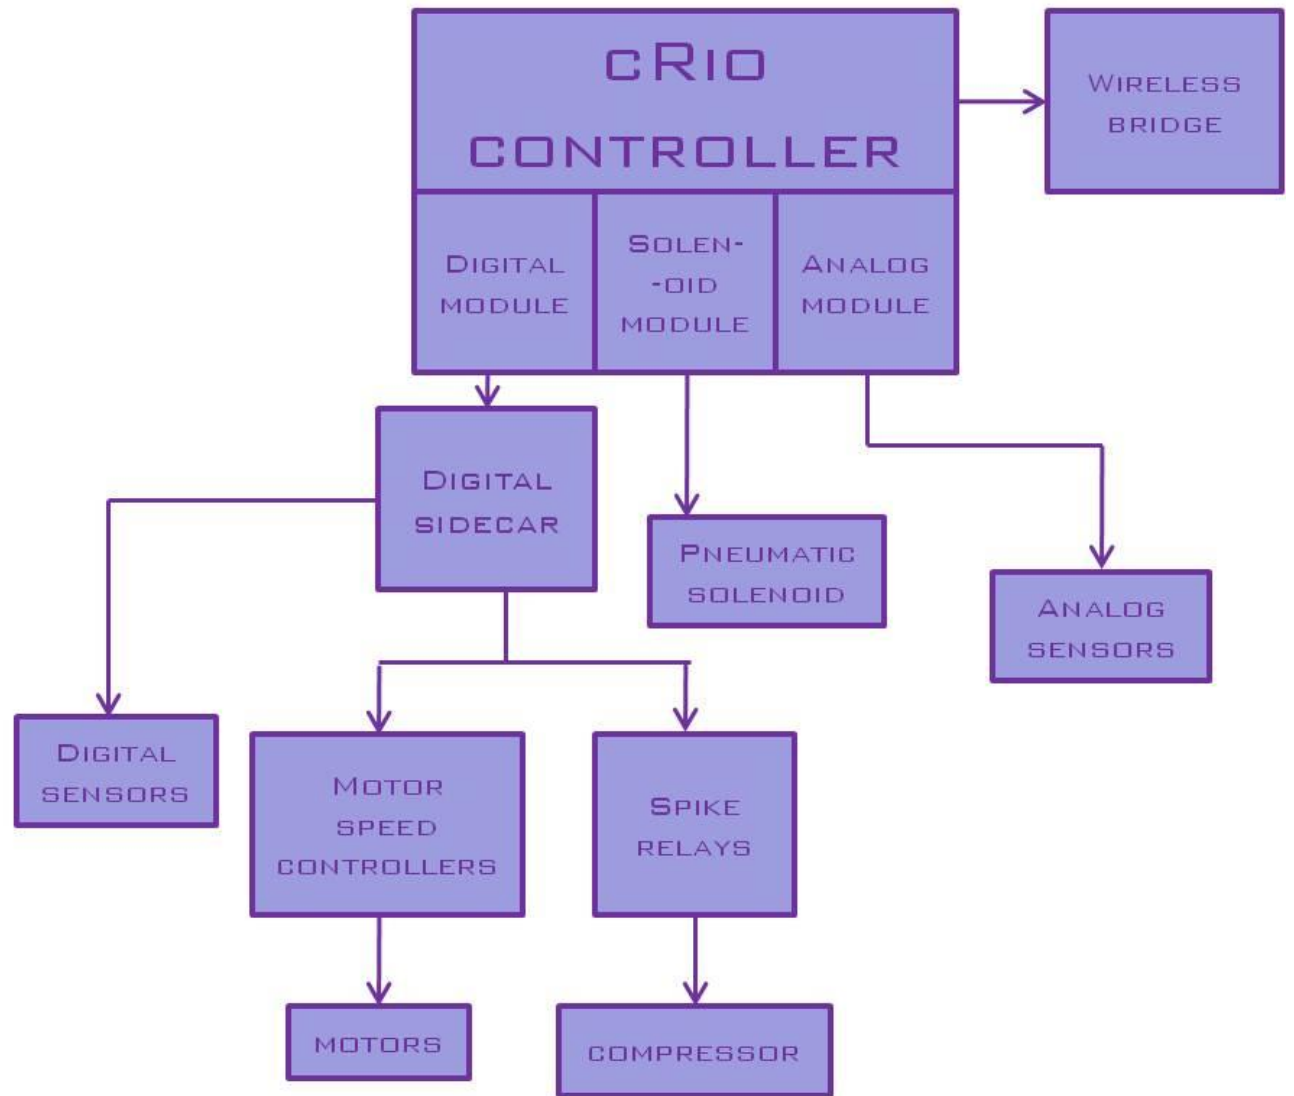 cRio
CONTROLLER
WIRELESS
BRIDGE
DIGITAL
MODULE
SOLEN-
-OID
MODULE
ANALOG
MODULE
DIGITAL
SIDECAR
PNEUMATIC
SOLENOID
ANALOG
SENSORS
DIGITAL
SENSORS
MOTOR
SPEED
CONTROLLERS
SPIKE
RELAYS
MOTORS
COMPRESSOR